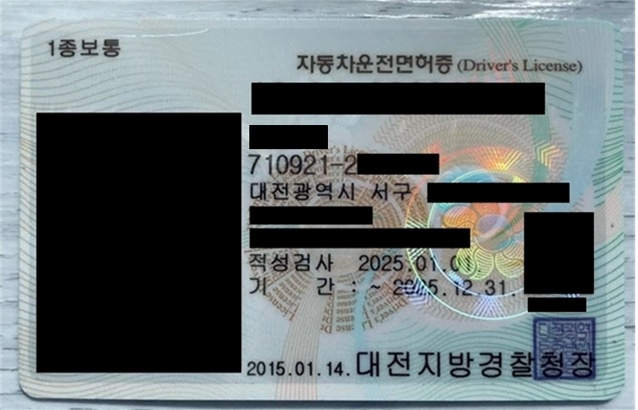 1종보통
자동차운전면허증 (Driver's License)
710921-2
대전광역시 서구
적성검사 2025.01.01.
기 간 : ~ 2025.12.31.
2015.01.14. 대전지방경찰청장